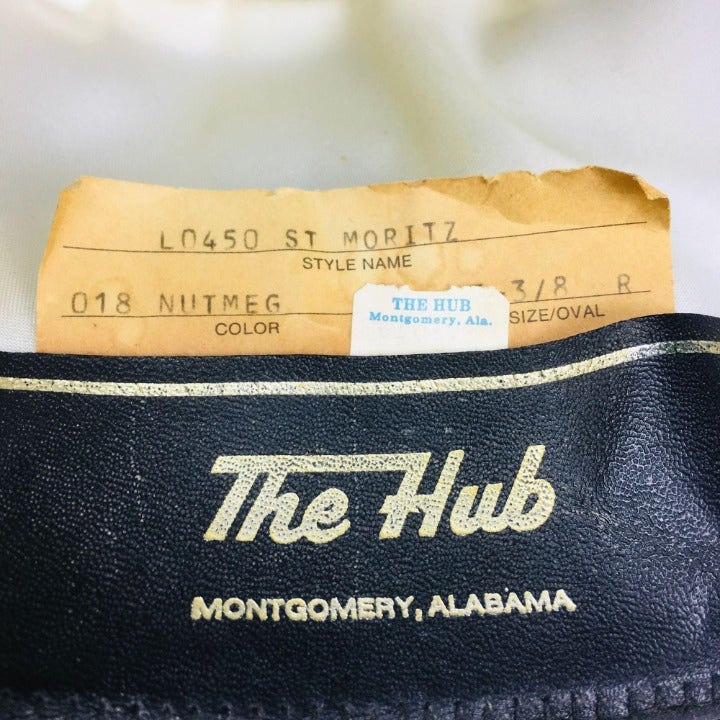 L0450 ST MORITZ
STYLE NAME
018 NUTMEG 3/8 R
COLOR SIZE/OVAL
THE HUB
Montgomery, Ala.
The Hub
MONTGOMERY, ALABAMA